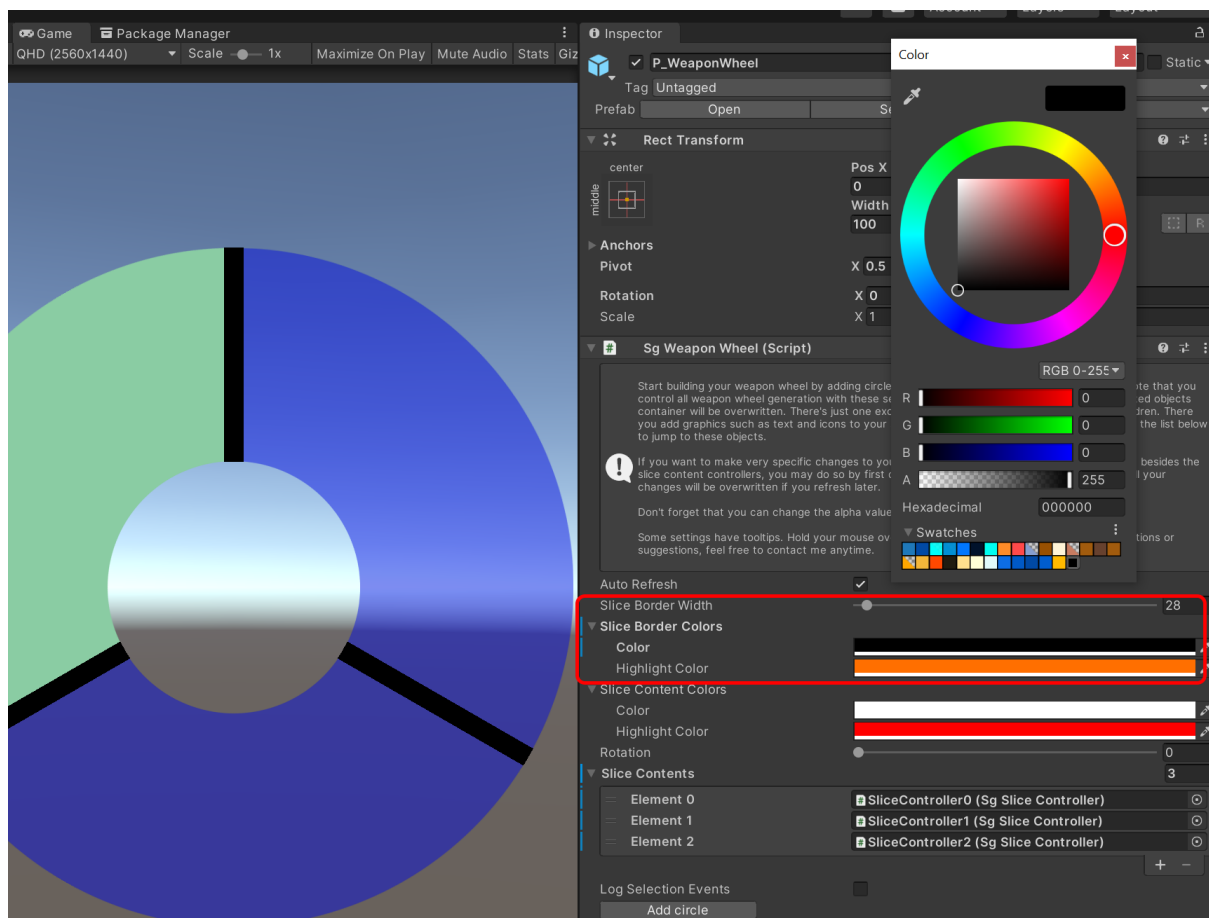 Game
Package Manager
QHD (2560x1440)
Scale
1x
Maximize On Play
Mute Audio
Stats
Giz
Inspector
P_WeaponWheel
Static
Tag Untagged
Prefab
Open
Rect Transform
center
middle
Pos X
0
Width
100
R
Anchors
Pivot
X 0.5
Rotation
X 0
Scale
X 1
Sg Weapon Wheel (Script)
Start building your weapon wheel by adding circle
control all weapon wheel generation with these se
container will be overwritten. There's just one exc
you add graphics such as text and icons to your
to jump to these objects.
te that you
ed objects
dren. There
the list below
If you want to make very specific changes to you
slice content controllers, you may do so by first
changes will be overwritten if you refresh later.
besides the
l your
Don't forget that you can change the alpha value
Some settings have tooltips. Hold your mouse ov
suggestions, feel free to contact me anytime.
tions or
Auto Refresh
Slice Border Width
28
Slice Border Colors
Color
Highlight Color
Slice Content Colors
Color
Highlight Color
Rotation
0
Slice Contents
3
Element 0
SliceController0 (Sg Slice Controller)
Element 1
SliceController1 (Sg Slice Controller)
Element 2
SliceController2 (Sg Slice Controller)
Log Selection Events
Add circle
Color
RGB 0-255
R
0
G
0
B
0
A
255
Hexadecimal
000000
Swatches